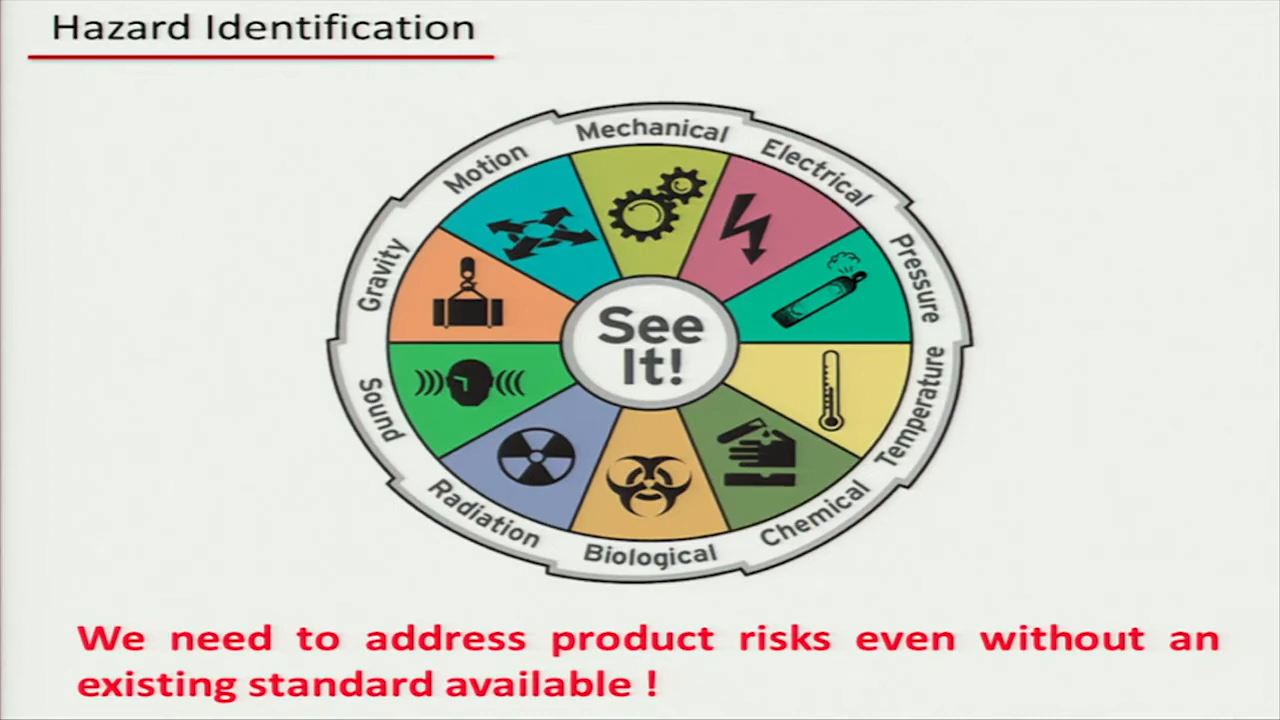 Hazard Identification
Mechanical
Electrical
Pressure
Temperature
Chemical
Biological
Radiation
Sound
Gravity
Motion
See
It!
We need to address product risks even without an
existing standard available !